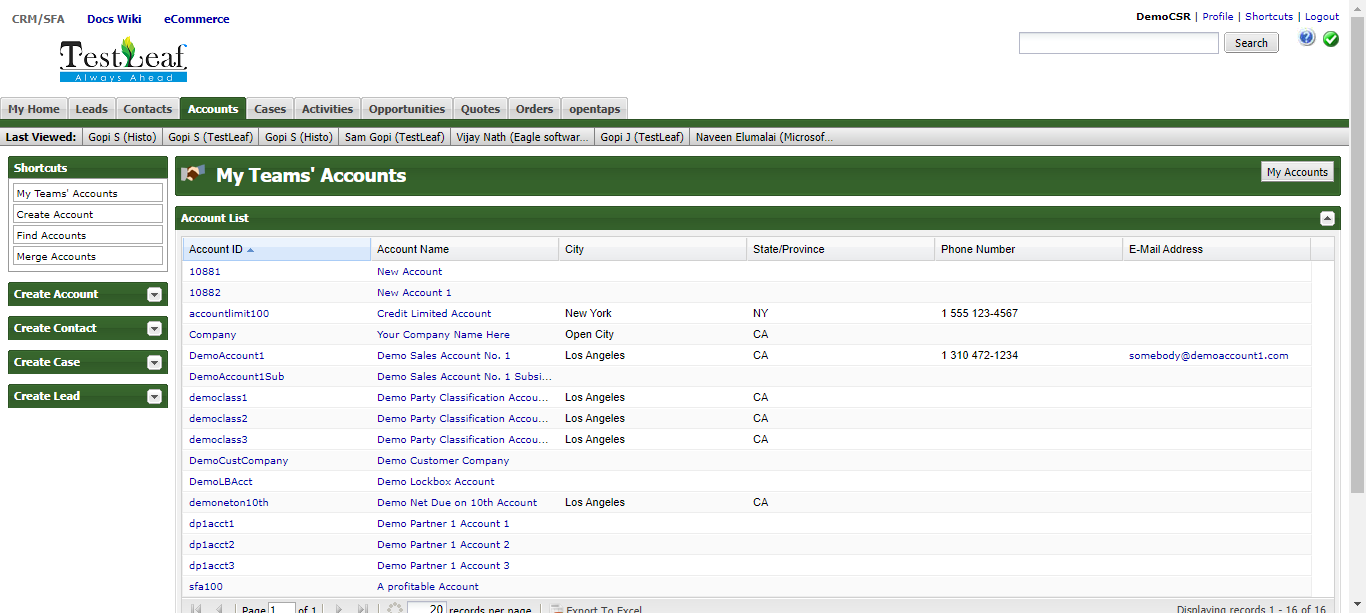 CRM/SFA Docs Wiki eCommerce
DemoCSR | Profile | Shortcuts | Logout
TestLeaf
Always Ahead
Search
My Home Leads Contacts Accounts Cases Activities Opportunities Quotes Orders opentaps
Last Viewed: Gopi S (Histo) Gopi S (TestLeaf) Gopi S (Histo) Sam Gopi (TestLeaf) Vijay Nath (Eagle softwar... Gopi J (TestLeaf) Naveen Elumalai (Microsof...
Shortcuts
My Teams' Accounts
Create Account
Find Accounts
Merge Accounts
Create Account
Create Contact
Create Case
Create Lead
My Teams' Accounts
My Accounts
Account List
Account ID Account Name City State/Province Phone Number E-Mail Address
10881 New Account
10882 New Account 1
accountlimit100 Credit Limited Account New York NY 1 555 123-4567
Company Your Company Name Here Open City CA
DemoAccount1 Demo Sales Account No. 1 Los Angeles CA 1 310 472-1234 somebody@demoaccount1.com
DemoAccount1Sub Demo Sales Account No. 1 Subsi...
democlass1 Demo Party Classification Accou... Los Angeles CA
democlass2 Demo Party Classification Accou... Los Angeles CA
democlass3 Demo Party Classification Accou... Los Angeles CA
DemoCustCompany Demo Customer Company
DemoLBAcct Demo Lockbox Account
demoneton10th Demo Net Due on 10th Account Los Angeles CA
dp1acct1 Demo Partner 1 Account 1
dp1acct2 Demo Partner 1 Account 2
dp1acct3 Demo Partner 1 Account 3
sfa100 A profitable Account
Page 1 of 1 20 records per page Export To Excel Displaying records 1 - 16 of 16